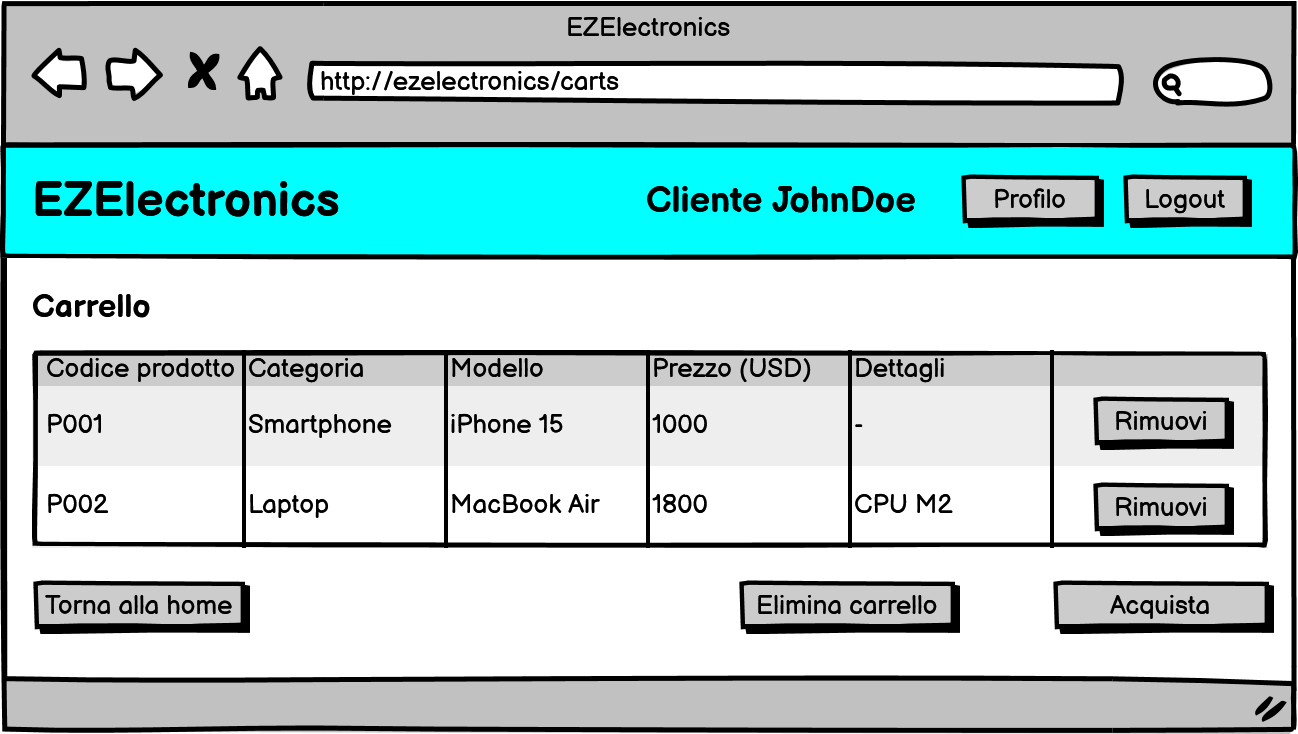 EZElectronics
http://ezelectronics/carts
EZElectronics Cliente JohnDoe Profilo Logout
Carrello
Codice prodotto Categoria Modello Prezzo (USD) Dettagli
P001 Smartphone iPhone 15 1000 - Rimuovi
P002 Laptop MacBook Air 1800 CPU M2 Rimuovi
Torna alla home Elimina carrello Acquista